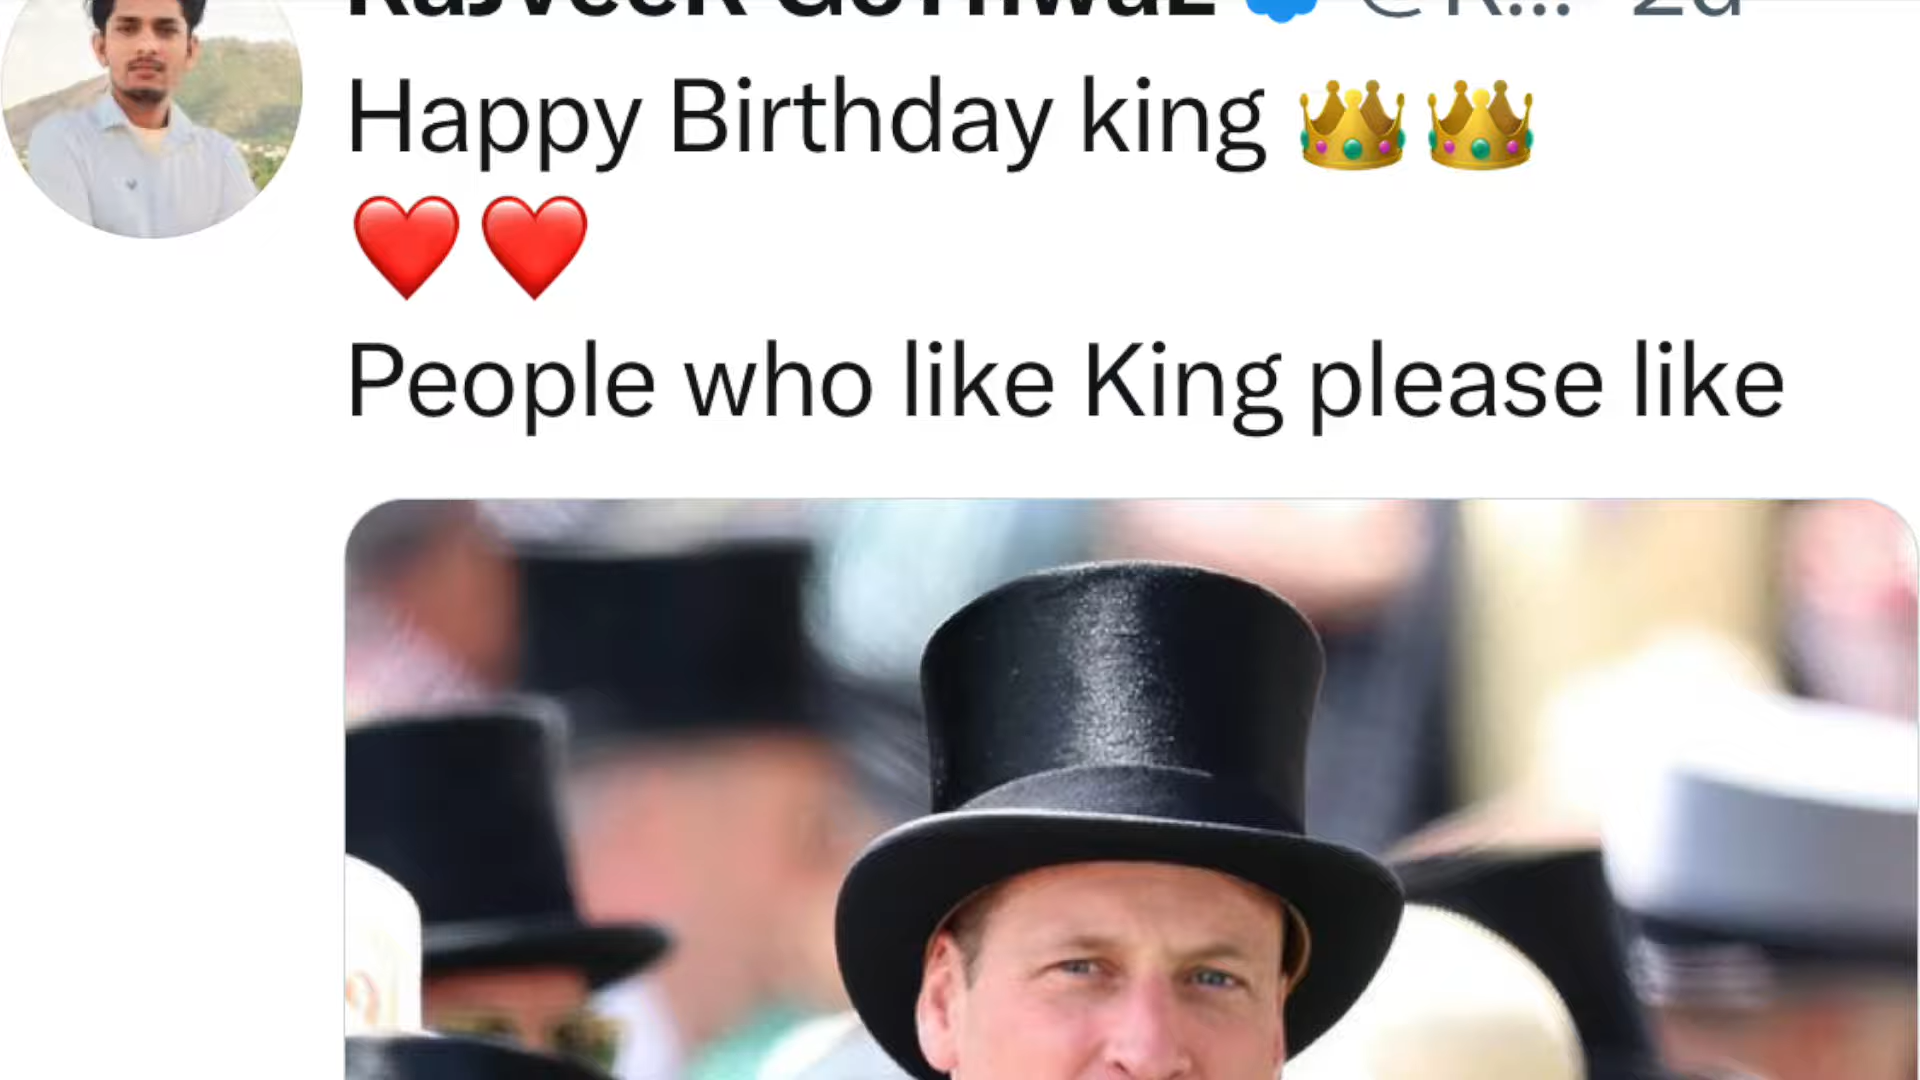 Happy Birthday king 👑👑
❤️❤️
People who like King please like